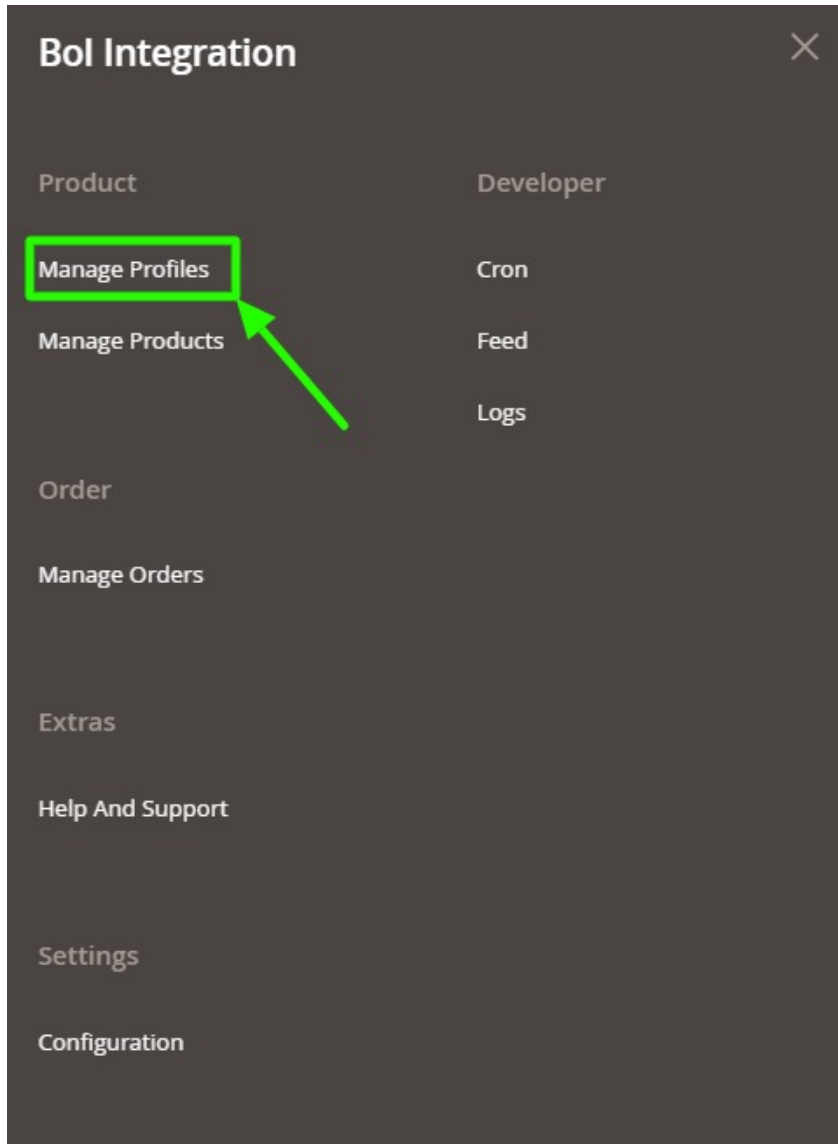 Bol Integration
Product
Manage Profiles
Manage Products
Developer
Cron
Feed
Logs
Order
Manage Orders
Extras
Help And Support
Settings
Configuration